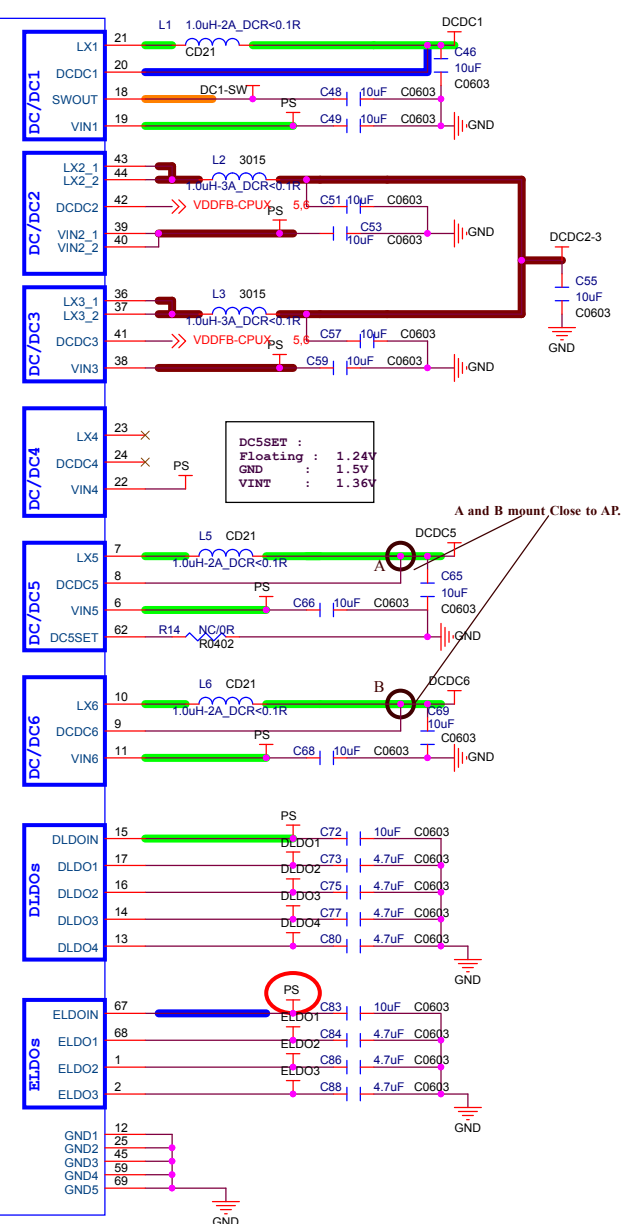 L1 1.0uH-2A_DCR<0.1R
DCDC1
DC/DC1
LX1 21
CD21
C46
10uF
C0603
DCDC1 20
SWOUT 18 DC1-SW C48 10uF C0603
PS
VIN1 19 C49 10uF C0603
GND
DC/DC2
LX2_1 43
LX2_2 44
L2 3015
1.0uH-3A_DCR<0.1R
DCDC2 42 VDDFB-CPUX 5,6 C51 10uF C0603
PS
VIN2_1 39
VIN2_2 40
C53
10uF C0603
GND
DCDC2-3
C55
10uF
C0603
GND
DC/DC3
LX3_1 36
LX3_2 37
L3 3015
1.0uH-3A_DCR<0.1R
DCDC3 41 VDDFB-CPUX 5,6 C57 10uF C0603
PS
VIN3 38 C59 10uF C0603
GND
DC/DC4
LX4 23
DCDC4 24
VIN4 22
PS
DC5SET :
Floating : 1.24V
GND : 1.5V
VINT : 1.36V
A and B mount Close to AP.
DC/DC5
LX5 7
L5 CD21
1.0uH-2A_DCR<0.1R
A
DCDC5
DCDC5 8
C65
10uF
C0603
PS
VIN5 6 C66 10uF C0603
DC5SET 62 R14 NC/0R
R0402
GND
DC/DC6
LX6 10
L6 CD21
1.0uH-2A_DCR<0.1R
B
DCDC6
C69
10uF
C0603
DCDC6 9
PS
VIN6 11 C68 10uF C0603
GND
DLDOs
PS
DLDOIN 15 C72 10uF C0603
DLDO1
DLDO1 17 C73 4.7uF C0603
DLDO2
DLDO2 16 C75 4.7uF C0603
DLDO3
DLDO3 14 C77 4.7uF C0603
DLDO4
DLDO4 13 C80 4.7uF C0603
GND
ELDOs
PS
ELDOIN 67 C83 10uF C0603
ELDO1
ELDO1 68 C84 4.7uF C0603
ELDO2
ELDO2 1 C86 4.7uF C0603
ELDO3
ELDO3 2 C88 4.7uF C0603
GND
GND1 12
GND2 25
GND3 45
GND4 59
GND5 69
GND